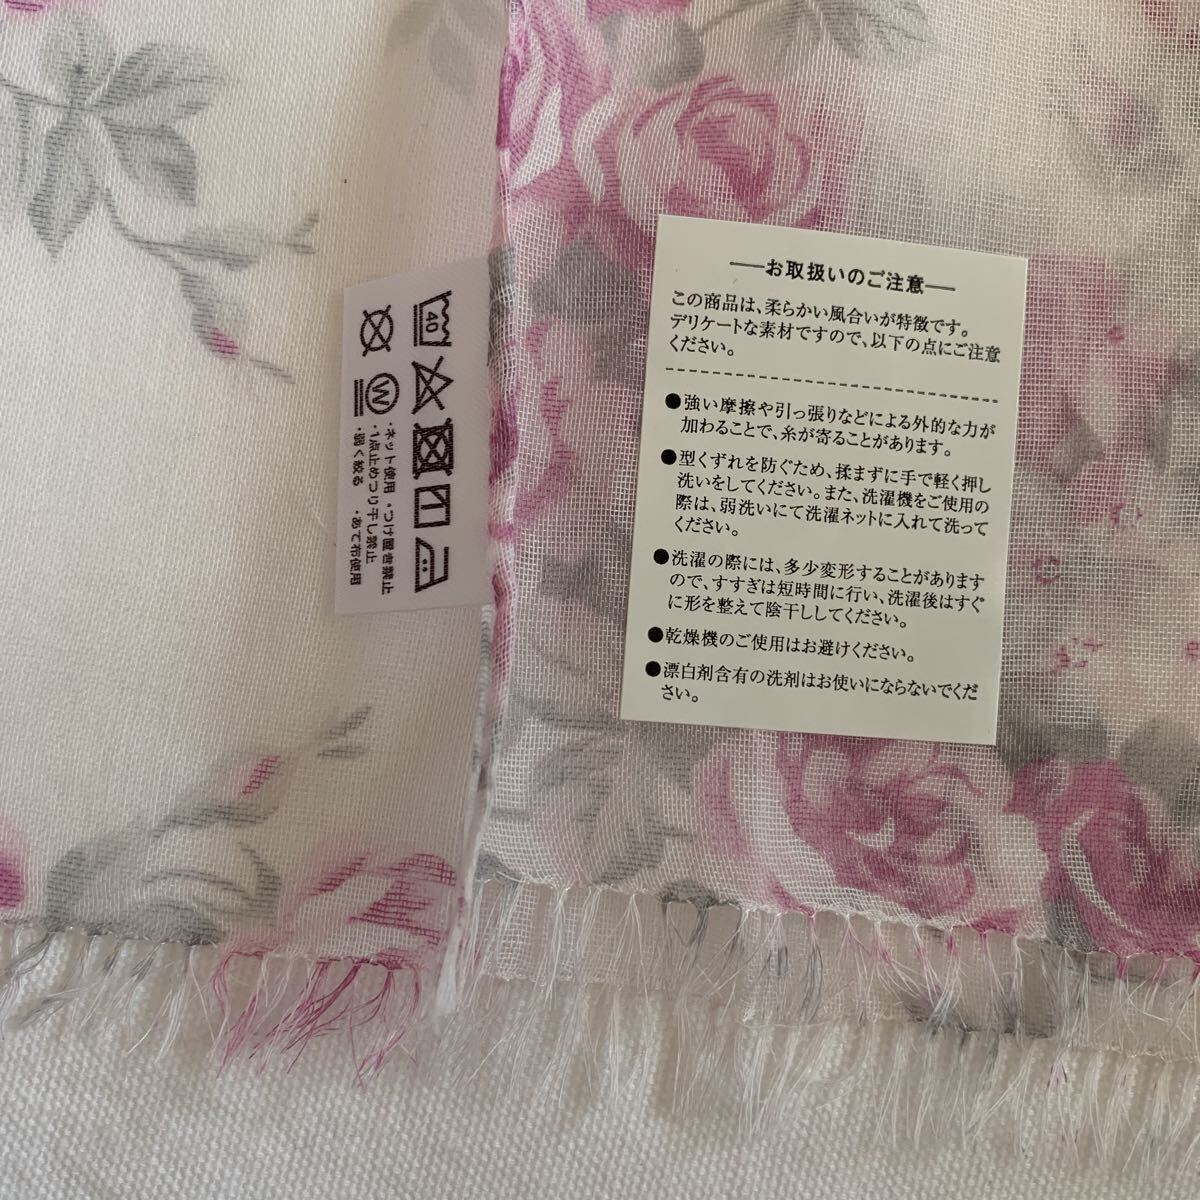 40
W
・ネット使用 ・つけ置き禁止
・1点止めつり干し禁止
・弱く絞る ・あて布使用
お取扱いのご注意
この商品は、柔らかい風合いが特徴です。
デリケートな素材ですので、以下の点にご注意
ください。
●強い摩擦や引っ張りなどによる外的な力が
加わることで、糸が寄ることがあります。
●型くずれを防ぐため、揉まずに手で軽く押し
洗いをしてください。また、洗濯機をご使用の
際は、弱洗いにて洗濯ネットに入れて洗って
ください。
●洗濯の際には、多少変形することがあります
ので、すすぎは短時間に行い、洗濯後はすぐ
に形を整えて陰干ししてください。
●乾燥機のご使用はお避けください。
●漂白剤含有の洗剤はお使いにならないでくだ
さい。